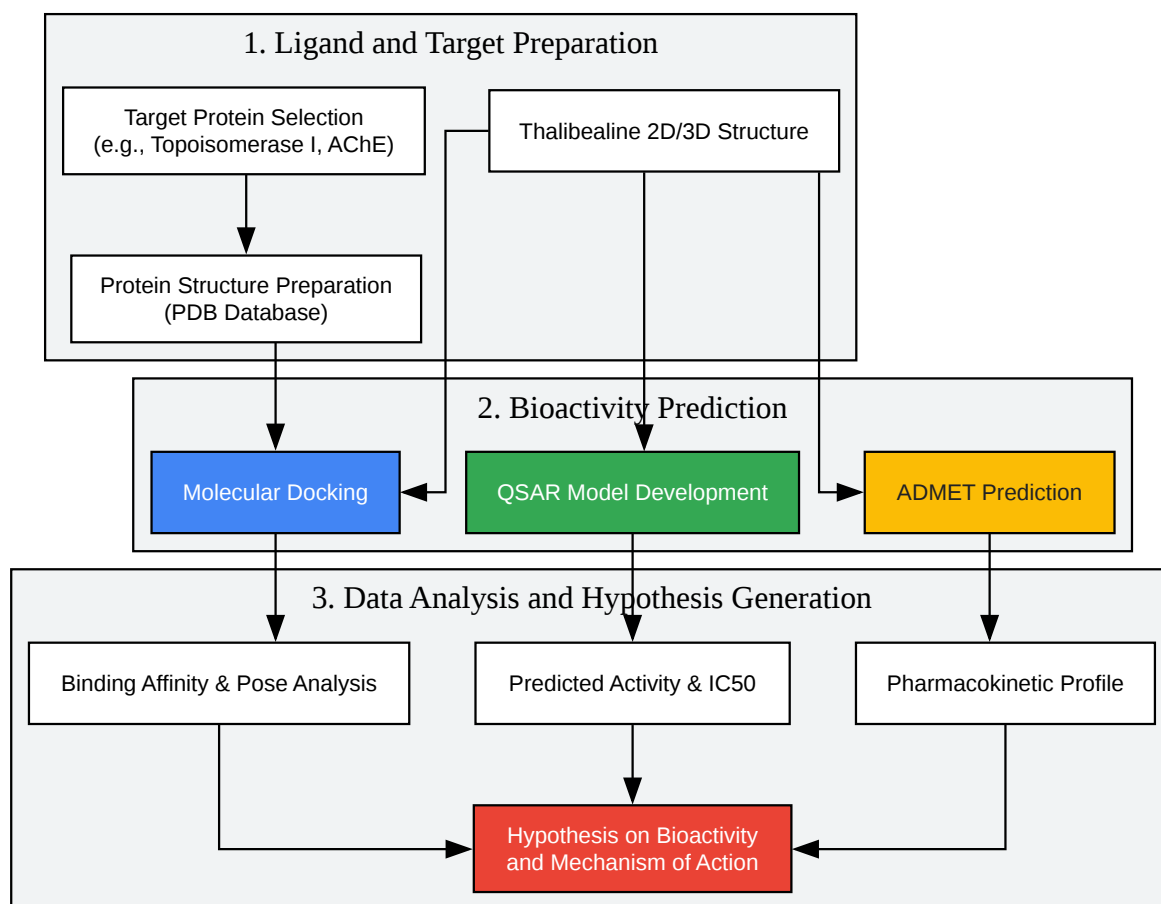 1. Ligand and Target Preparation
Target Protein Selection
(e.g., Topoisomerase I, AChE)
Thalibealine 2D/3D Structure
Protein Structure Preparation
(PDB Database)
2. Bioactivity Prediction
Molecular Docking
QSAR Model Development
ADMET Prediction
3. Data Analysis and Hypothesis Generation
Binding Affinity & Pose Analysis
Predicted Activity & IC50
Pharmacokinetic Profile
Hypothesis on Bioactivity
and Mechanism of Action